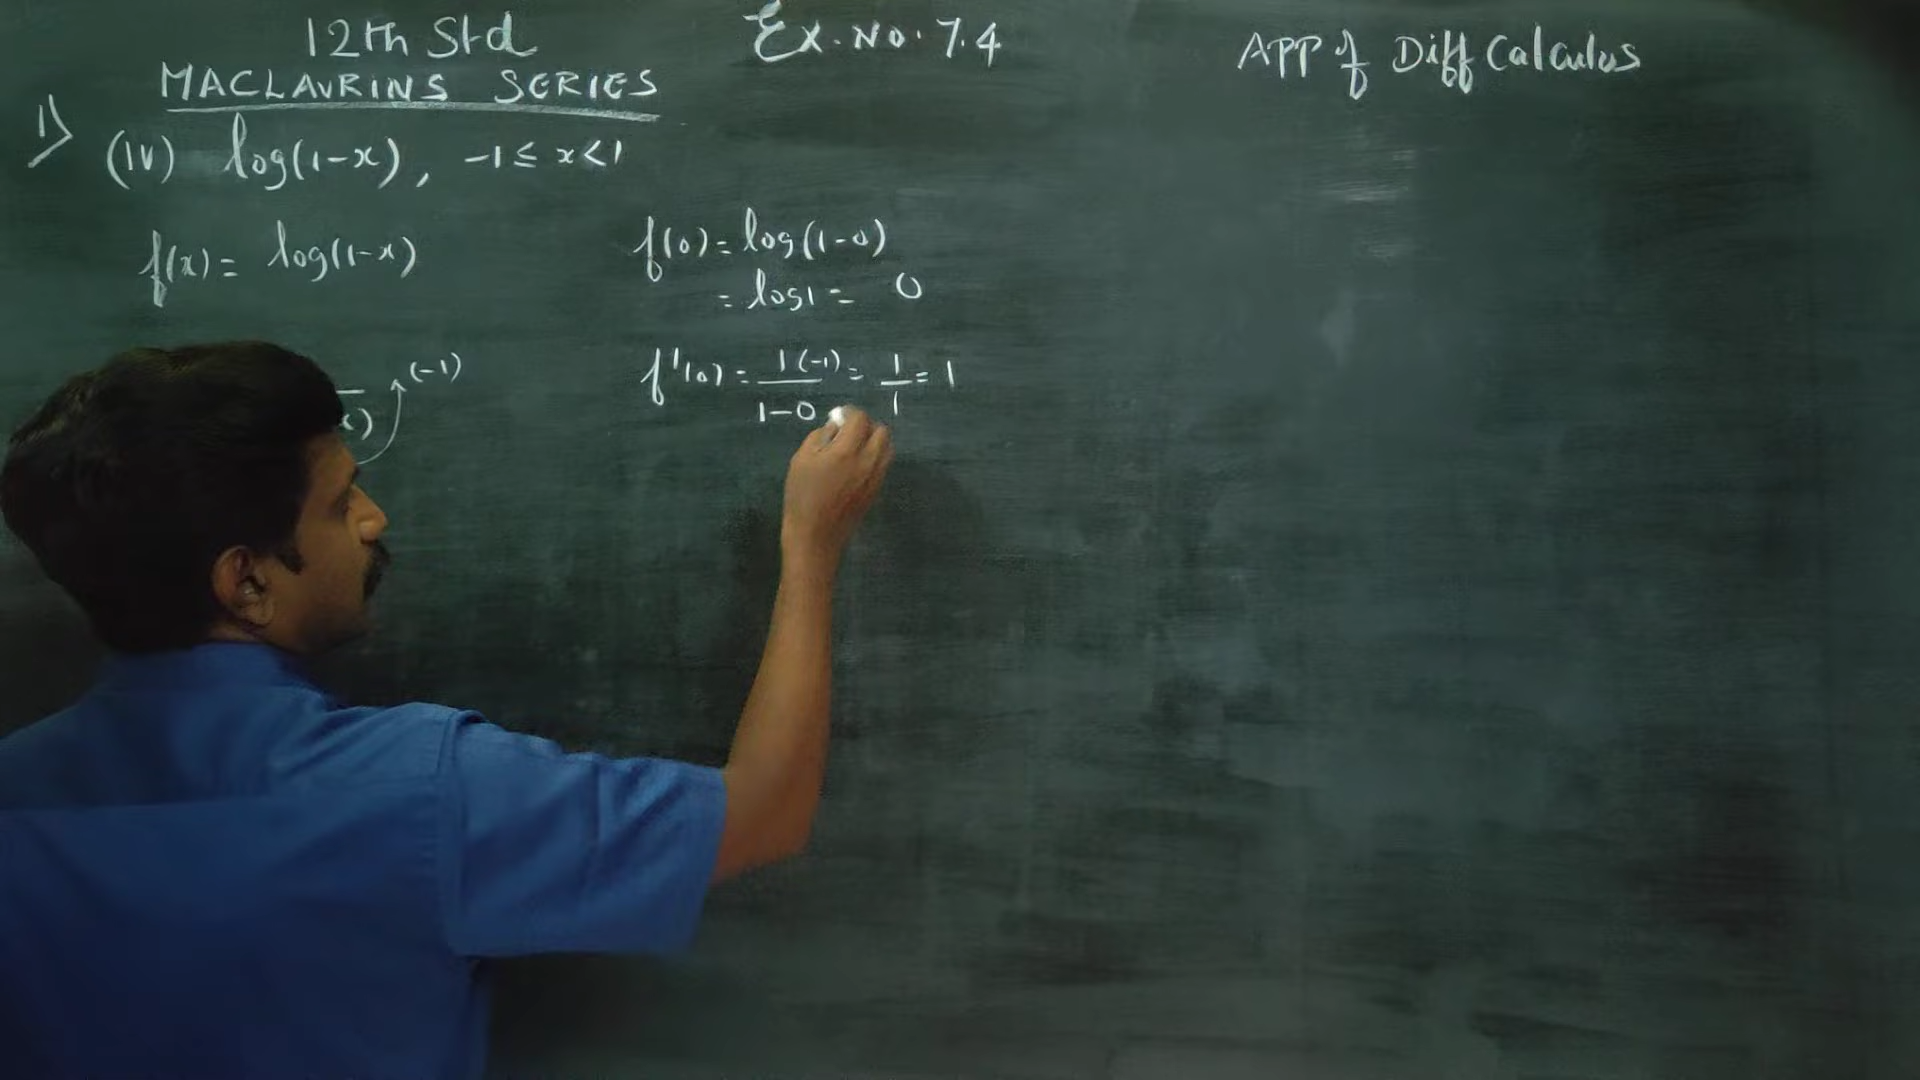 12th Std
Ex. No. 7.4
APP of Diff Calculus
MACLAURINS SERIES
1)
(iv) log(1-x), -1 ≤ x < 1
f(x) = log(1-x)
f(0) = log(1-0)
= log1 = 0
(-1)
f'(0) = 1(-1)/1-0 = 1/1 = 1